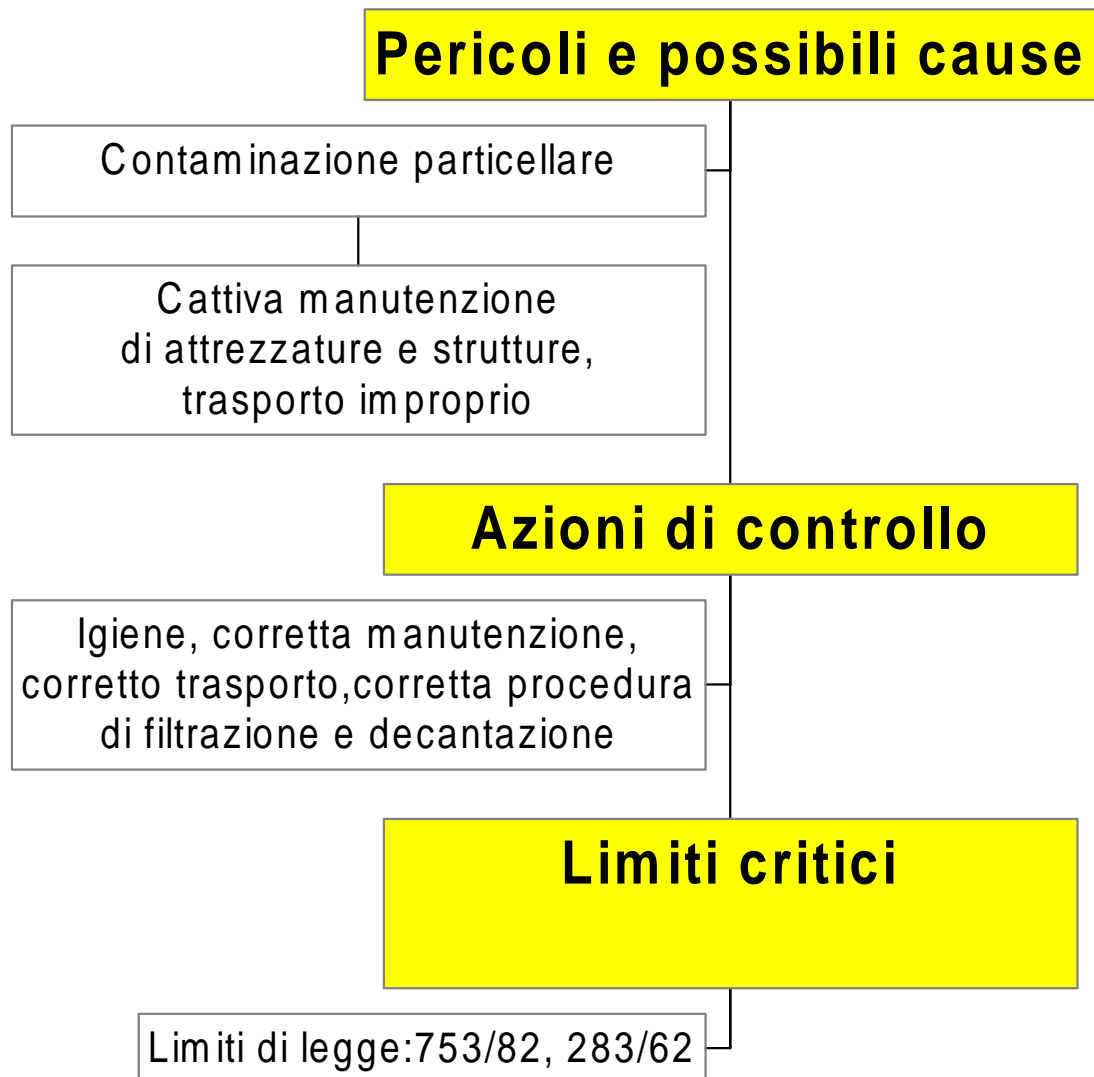 Pericoli e possibili cause
Contaminazione particellare
Cattiva manutenzione
di attrezzature e strutture,
trasporto improprio
Azioni di controllo
Igiene, corretta manutenzione,
corretto trasporto,corretta procedura
di filtrazione e decantazione
Limiti critici
Limiti di legge:753/82, 283/62